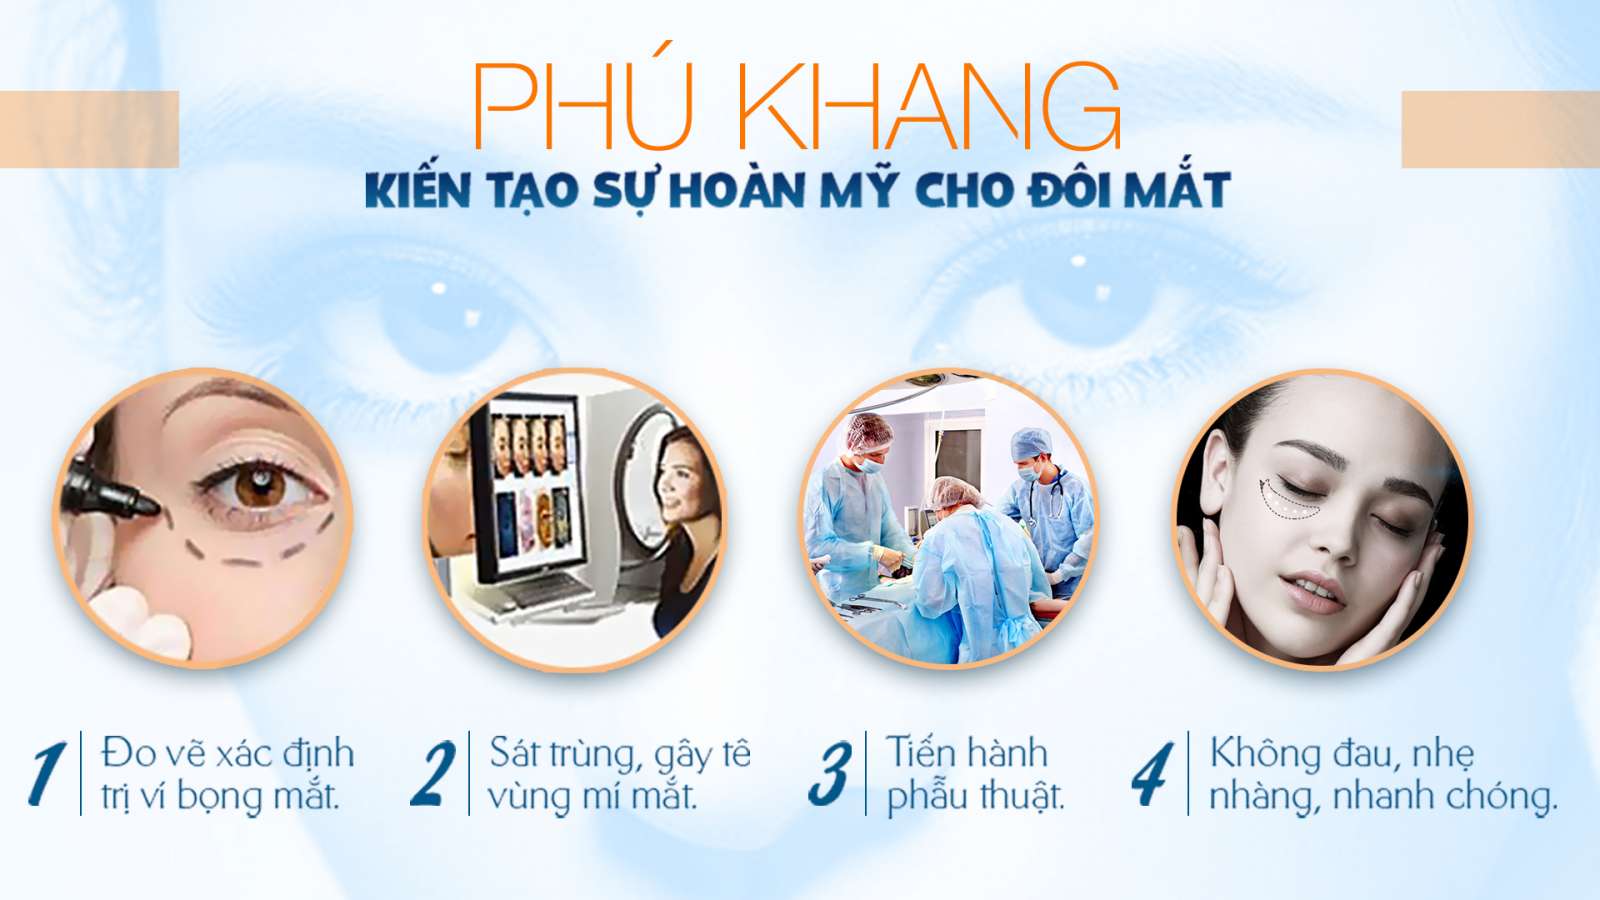 PHÚ KHANG
KIẾN TẠO SỰ HOÀN MỸ CHO ĐÔI MẮT
1 Đo vẽ xác định
trị ví bọng mắt.
2 Sát trùng, gây tê
vùng mí mắt.
3 Tiến hành
phẫu thuật.
4 Không đau, nhẹ
nhàng, nhanh chóng.